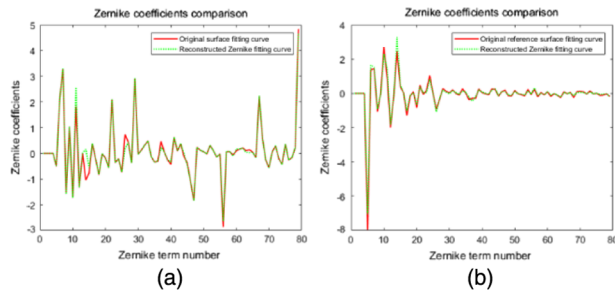 Zernike coefficients comparison
Original surface fitting curve
Reconstructed Zernike fitting curve
Zernike coefficients
5
4
3
2
1
0
-1
-2
-3
0 10 20 30 40 50 60 70 80
Zernike term number
(a)
Zernike coefficients comparison
Original reference surface fitting curve
Reconstructed Zernike fitting curve
Zernike coefficients
4
2
0
-2
-4
-6
-8
0 10 20 30 40 50 60 70 80
Zernike term number
(b)